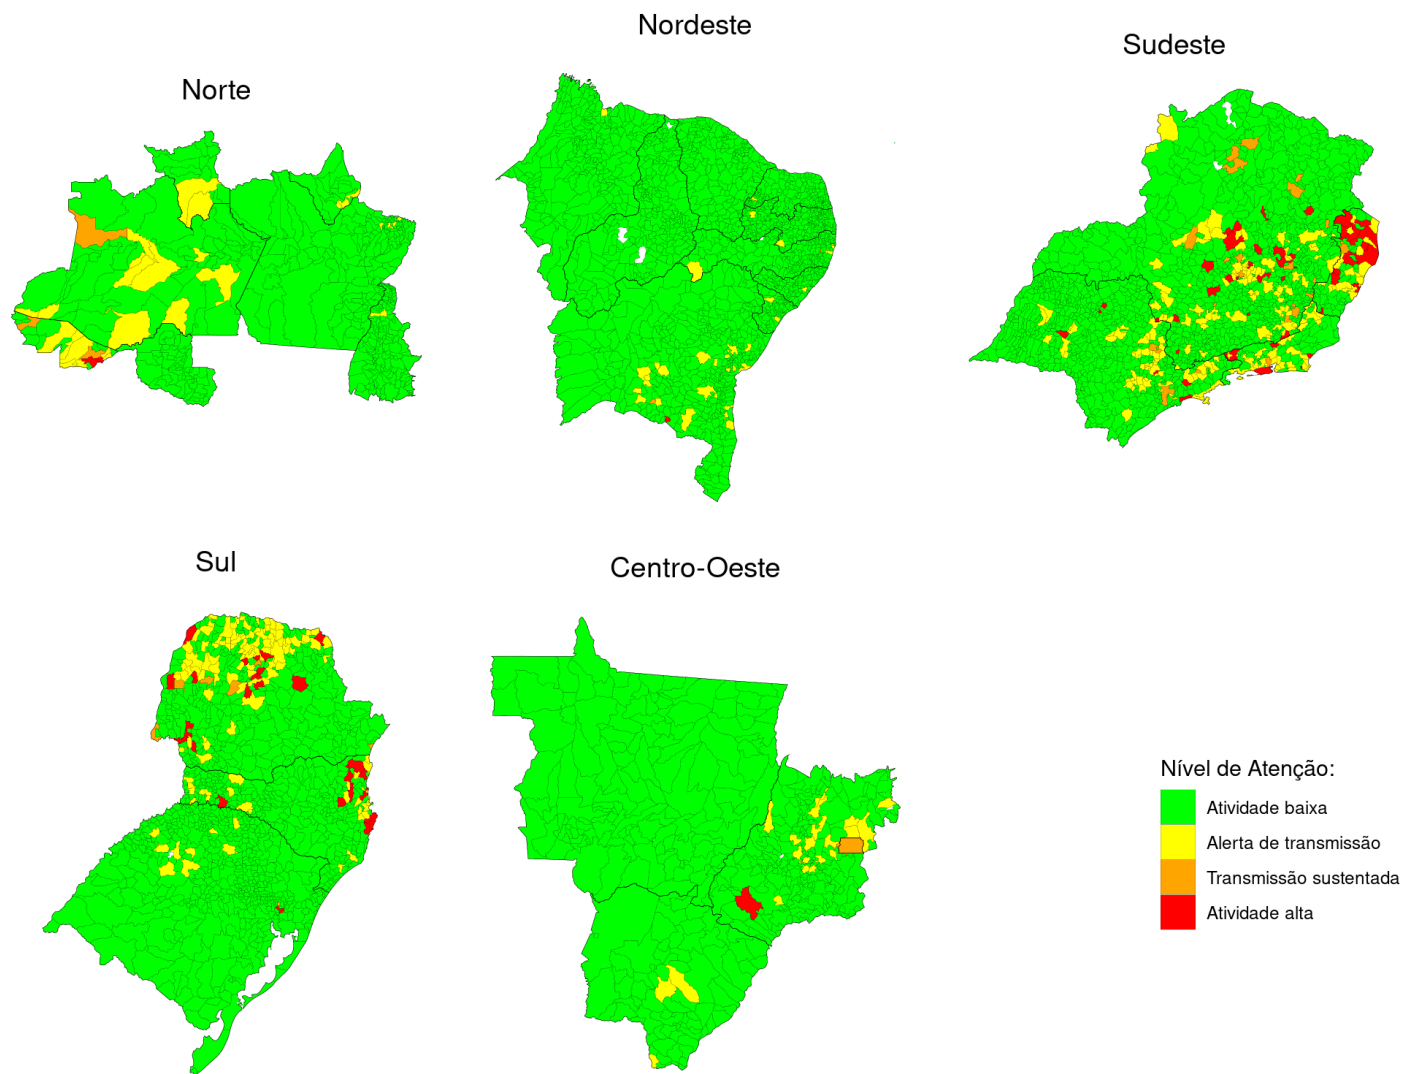 Nordeste
Sudeste
Norte
Sul
Centro-Oeste
Nível de Atenção:
Atividade baixa
Alerta de transmissão
Transmissão sustentada
Atividade alta